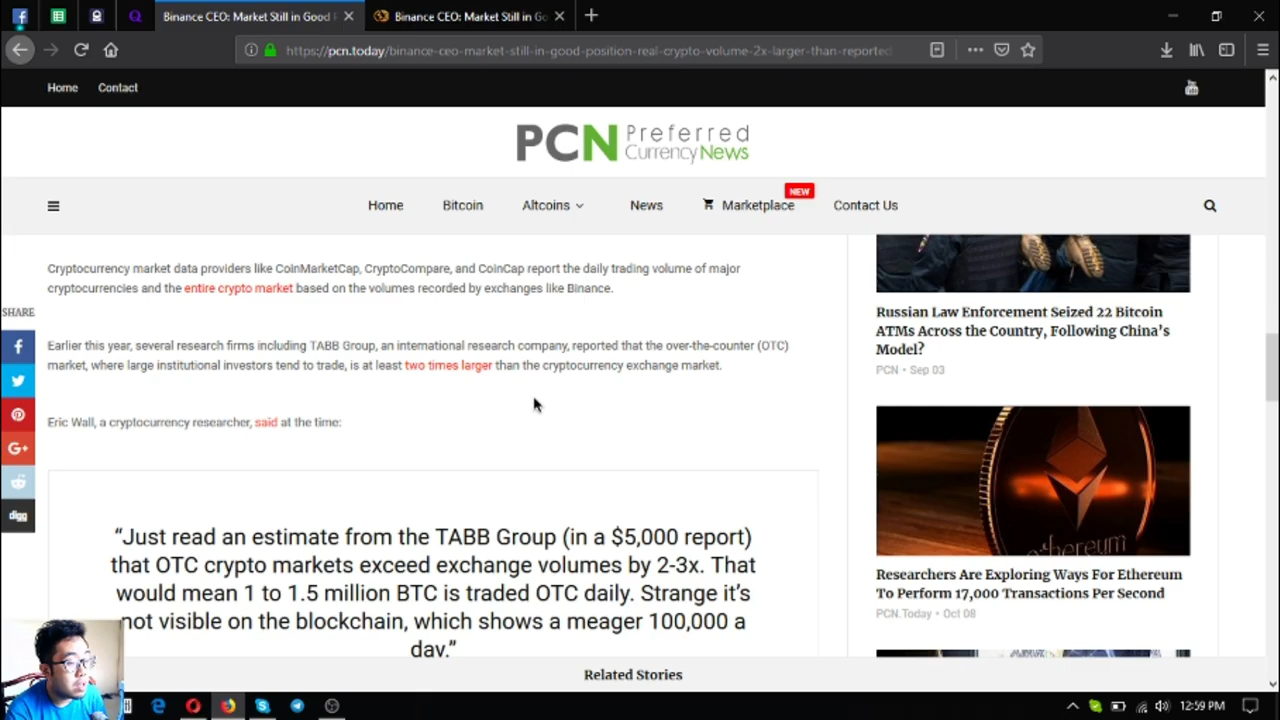 Binance CEO: Market Still in Good P
Binance CEO: Market Still in Go
https://pcn.today/binance-ceo-market-still-in-good-position-real-crypto-volume-2x-larger-than-reported
Home Contact
PCN Preferred
Currency News
Home Bitcoin Altcoins News Marketplace NEW Contact Us
Cryptocurrency market data providers like CoinMarketCap, CryptoCompare, and CoinCap report the daily trading volume of major
cryptocurrencies and the entire crypto market based on the volumes recorded by exchanges like Binance.
SHARE
Earlier this year, several research firms including TABB Group, an international research company, reported that the over-the-counter (OTC)
market, where large institutional investors tend to trade, is at least two times larger than the cryptocurrency exchange market.
Eric Wall, a cryptocurrency researcher, said at the time:
G+
digg
“Just read an estimate from the TABB Group (in a $5,000 report)
that OTC crypto markets exceed exchange volumes by 2-3x. That
would mean 1 to 1.5 million BTC is traded OTC daily. Strange it’s
not visible on the blockchain, which shows a meager 100,000 a
day.”
Russian Law Enforcement Seized 22 Bitcoin
ATMs Across the Country, Following China’s
Model?
PCN • Sep 03
ethereum
Researchers Are Exploring Ways For Ethereum
To Perform 17,000 Transactions Per Second
PCN.Today • Oct 08
Related Stories
12:59 PM